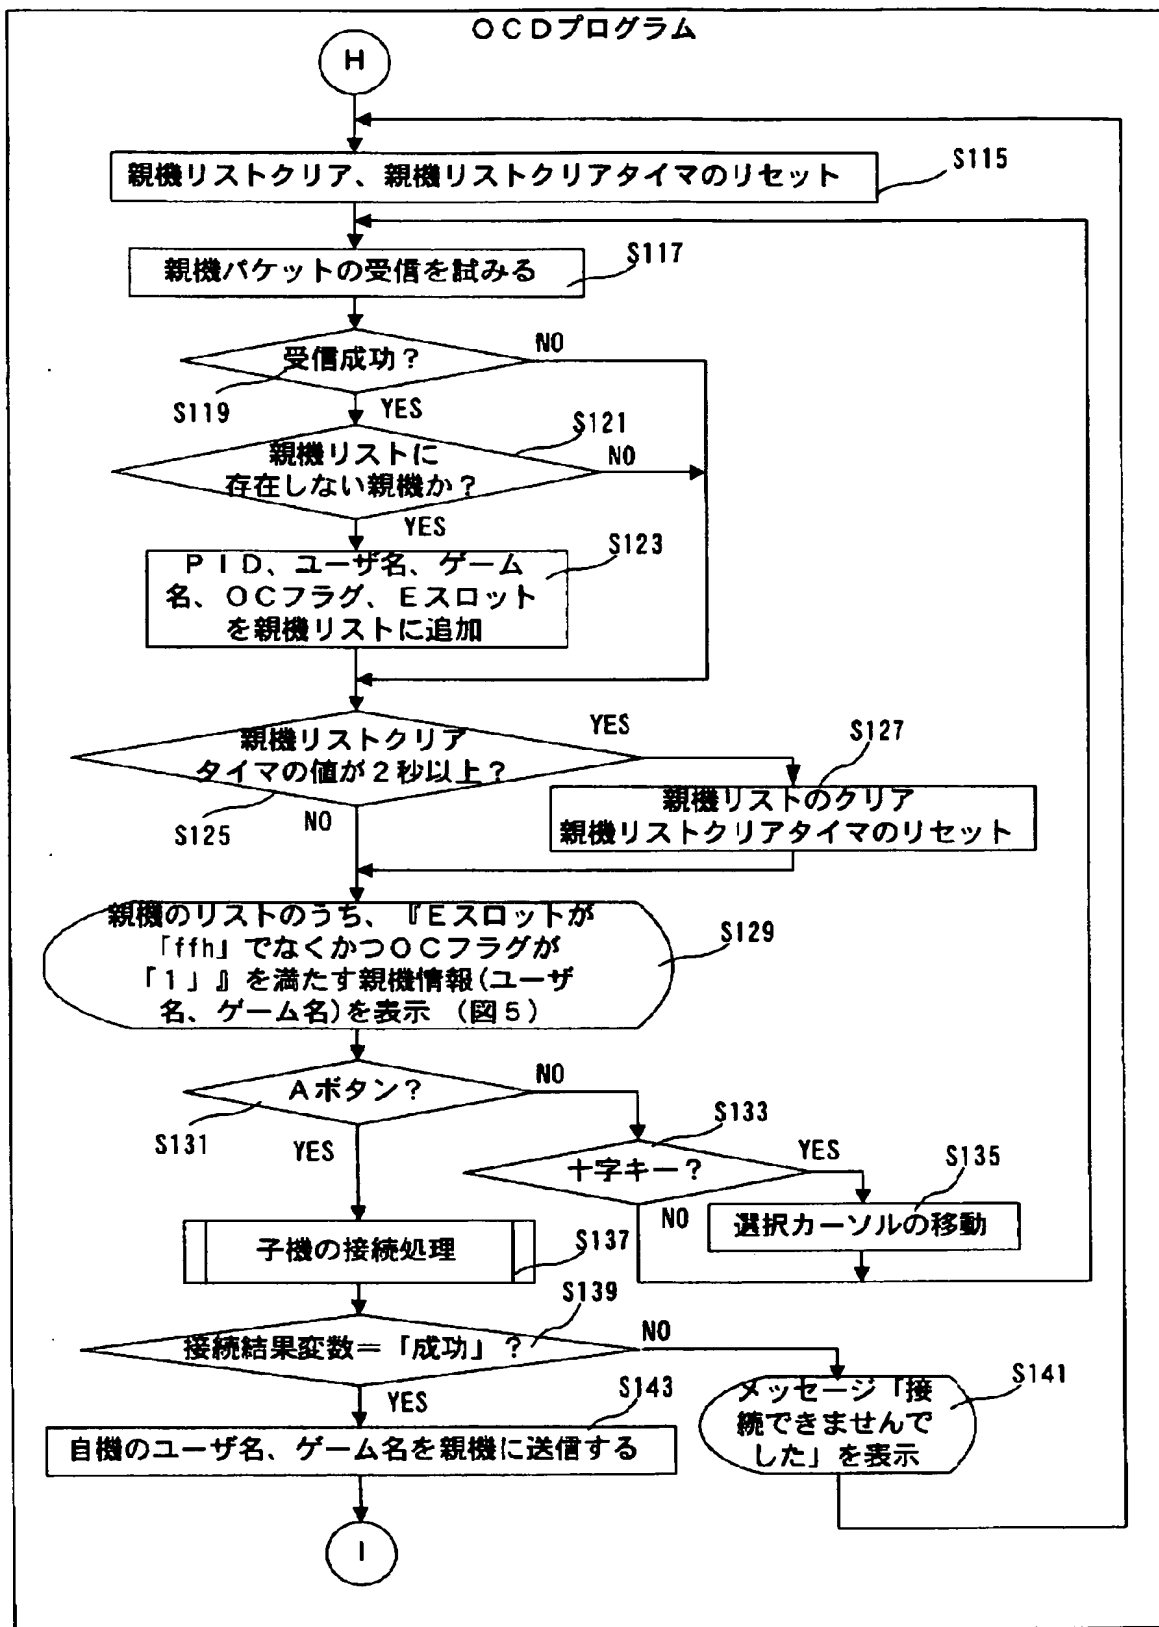 OCDプログラム
H
親機リストクリア、親機リストクリアタイマのリセット
S115
親機パケットの受信を試みる
S117
受信成功？
NO
S119
YES
S121
親機リストに
存在しない親機か？
NO
YES
S123
PID、ユーザ名、ゲーム
名、OCフラグ、Eスロット
を親機リストに追加
親機リストクリア
タイマの値が2秒以上？
YES
S127
S125
NO
親機リストのクリア
親機リストクリアタイマのリセット
親機のリストのうち、『Eスロットが
「ffh」でなくかつOCフラグが
「1」』を満たす親機情報(ユーザ
名、ゲーム名)を表示 （図5）
S129
Aボタン？
NO
S131
YES
S133
十字キー？
YES
S135
NO
選択カーソルの移動
子機の接続処理
S137
S139
接続結果変数＝「成功」？
NO
YES
S143
S141
メッセージ「接
続できませんで
した」を表示
自機のユーザ名、ゲーム名を親機に送信する
I